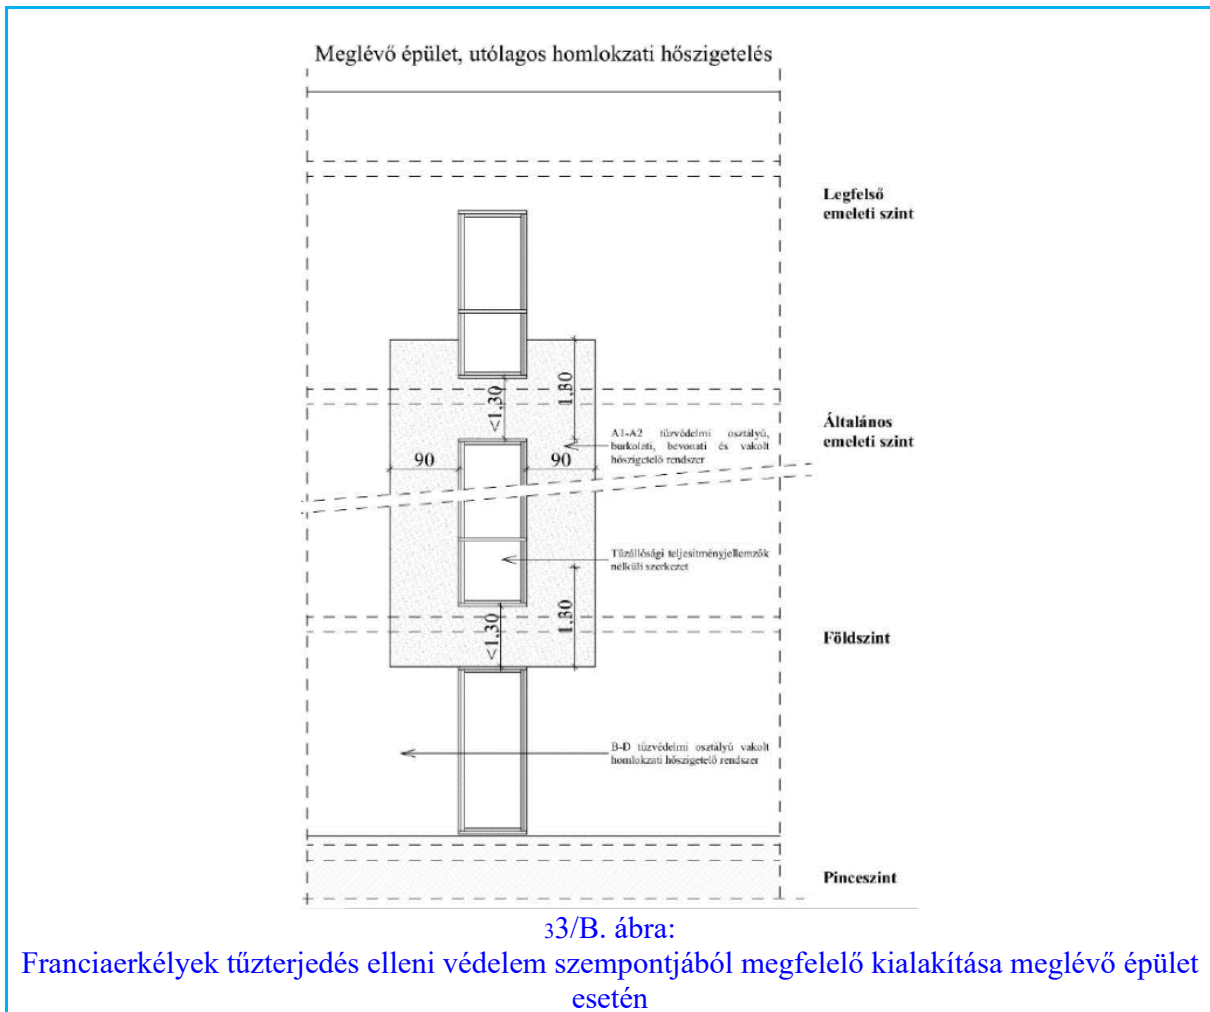 Meglévő épület, utólagos homlokzati hőszigetelés
Legfelső
emeleti szint
<1.30
1.30
Általános
emeleti szint
A1-A2 tűzvédelmi osztályú,
burkolati, bevonati és vakolt
hőszigetelő rendszer
90
90
Tűzállósági teljesítményjellemzők
nélküli szerkezet
<1.30
1.30
Földszint
B-D tűzvédelmi osztályú vakolt
homlokzati hőszigetelő rendszer
Pinceszint
33/B. ábra:
Franciaerkélyek tűzterjedés elleni védelem szempontjából megfelelő kialakítása meglévő épület
esetén